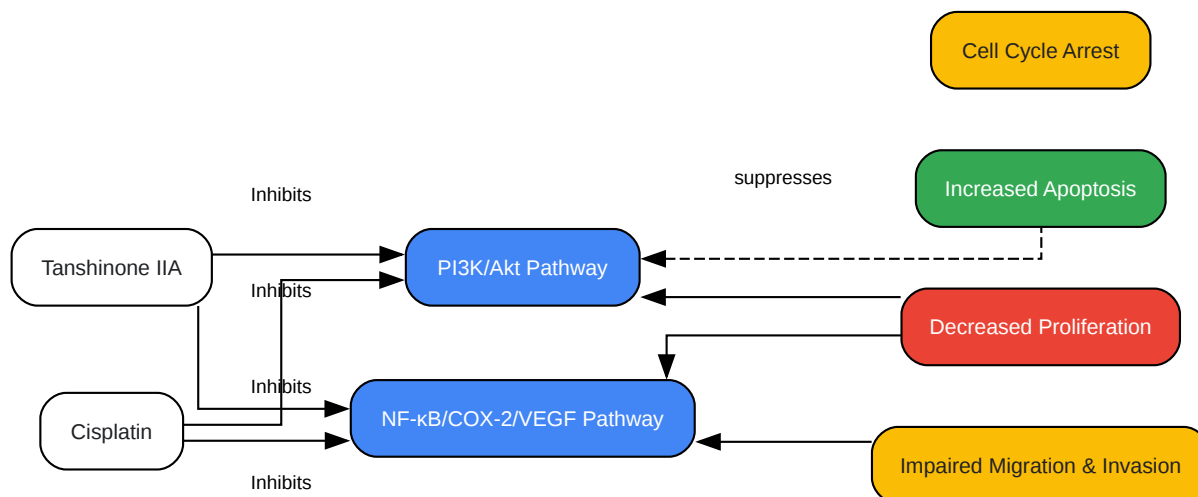 Cell Cycle Arrest
suppresses
Increased Apoptosis
Inhibits
Tanshinone IIA
PI3K/Akt Pathway
Inhibits
Decreased Proliferation
Inhibits
NF-κB/COX-2/VEGF Pathway
Cisplatin
Impaired Migration & Invasion
Inhibits